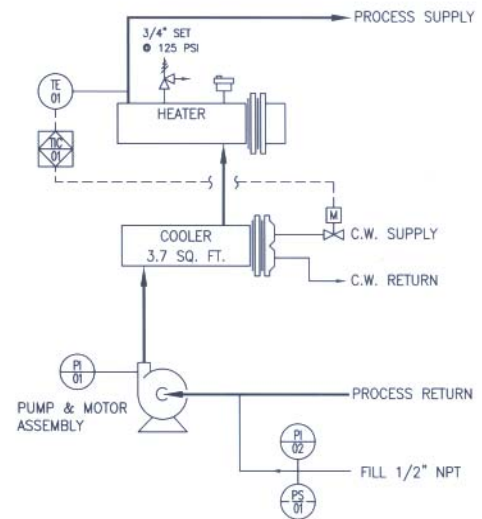 PROCESS SUPPLY
3/4" SET
@ 125 PSI
TE
01
HEATER
TIC
01
M
COOLER
3.7 SQ. FT.
C.W. SUPPLY
C.W. RETURN
PI
01
PUMP & MOTOR
ASSEMBLY
PROCESS RETURN
PI
02
FILL 1/2" NPT
PS
01